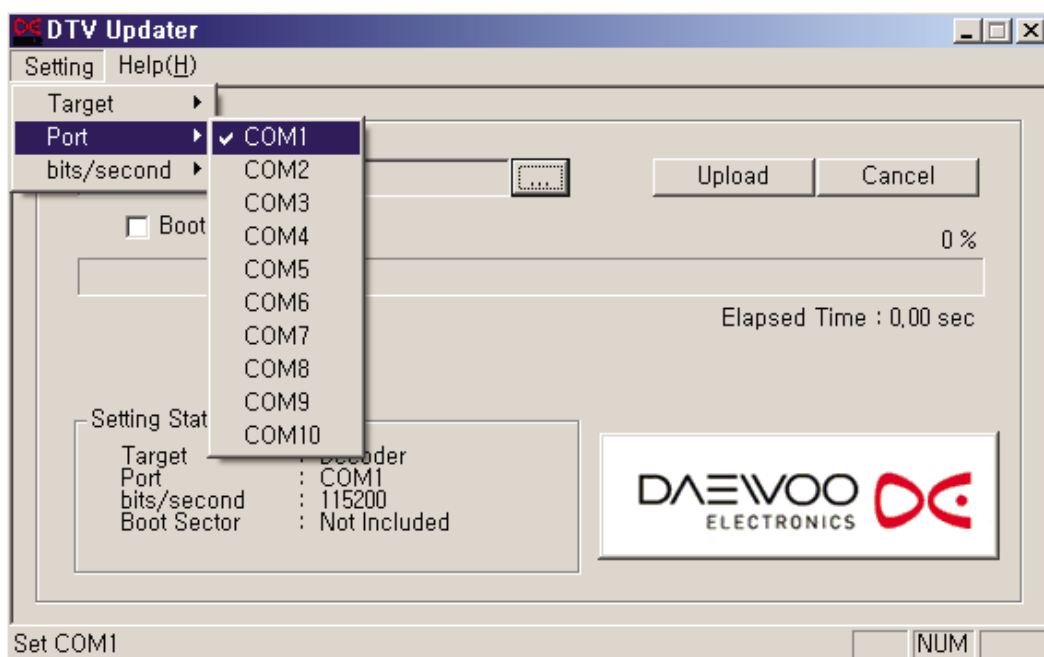 DTV Updater
Setting Help(H)
Target
Port
bits/second
COM1
COM2
COM3
COM4
COM5
COM6
COM7
COM8
COM9
COM10
...
Upload
Cancel
Boot
0 %
Elapsed Time : 0,00 sec
Setting Stat
Target : Decoder
Port : COM1
bits/second : 115200
Boot Sector : Not Included
DAEWOO
ELECTRONICS
Set COM1
NUM